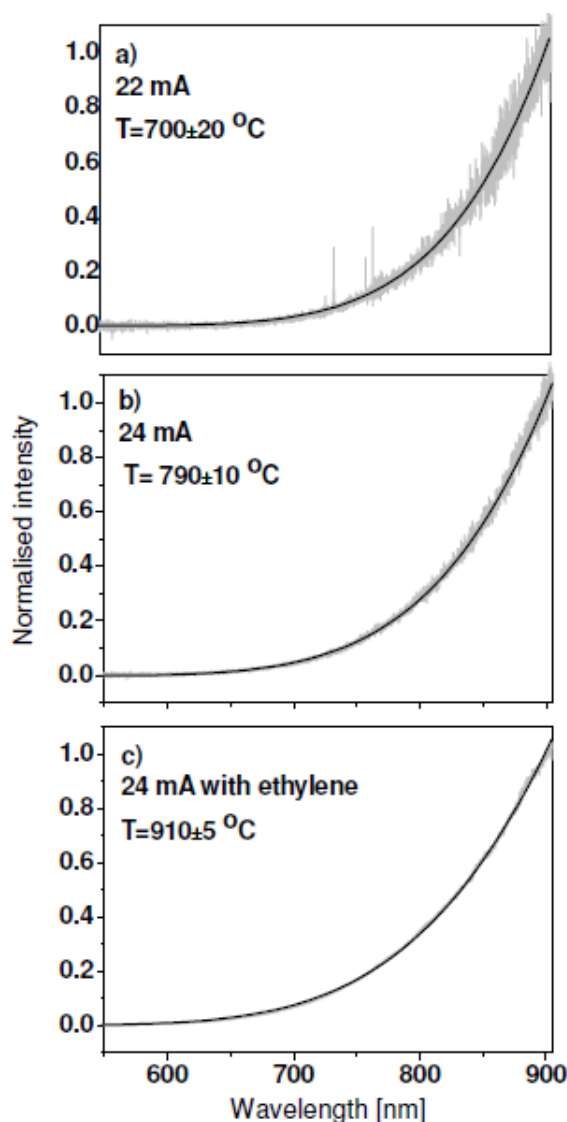 a)
22 mA
T=700±20 ºC
1.0
0.8
0.6
0.4
0.2
0.0
b)
24 mA
T= 790±10 ºC
1.0
0.8
0.6
0.4
0.2
0.0
Normalised intensity
c)
24 mA with ethylene
T=910±5 ºC
1.0
0.8
0.6
0.4
0.2
0.0
600 700 800 900
Wavelength [nm]